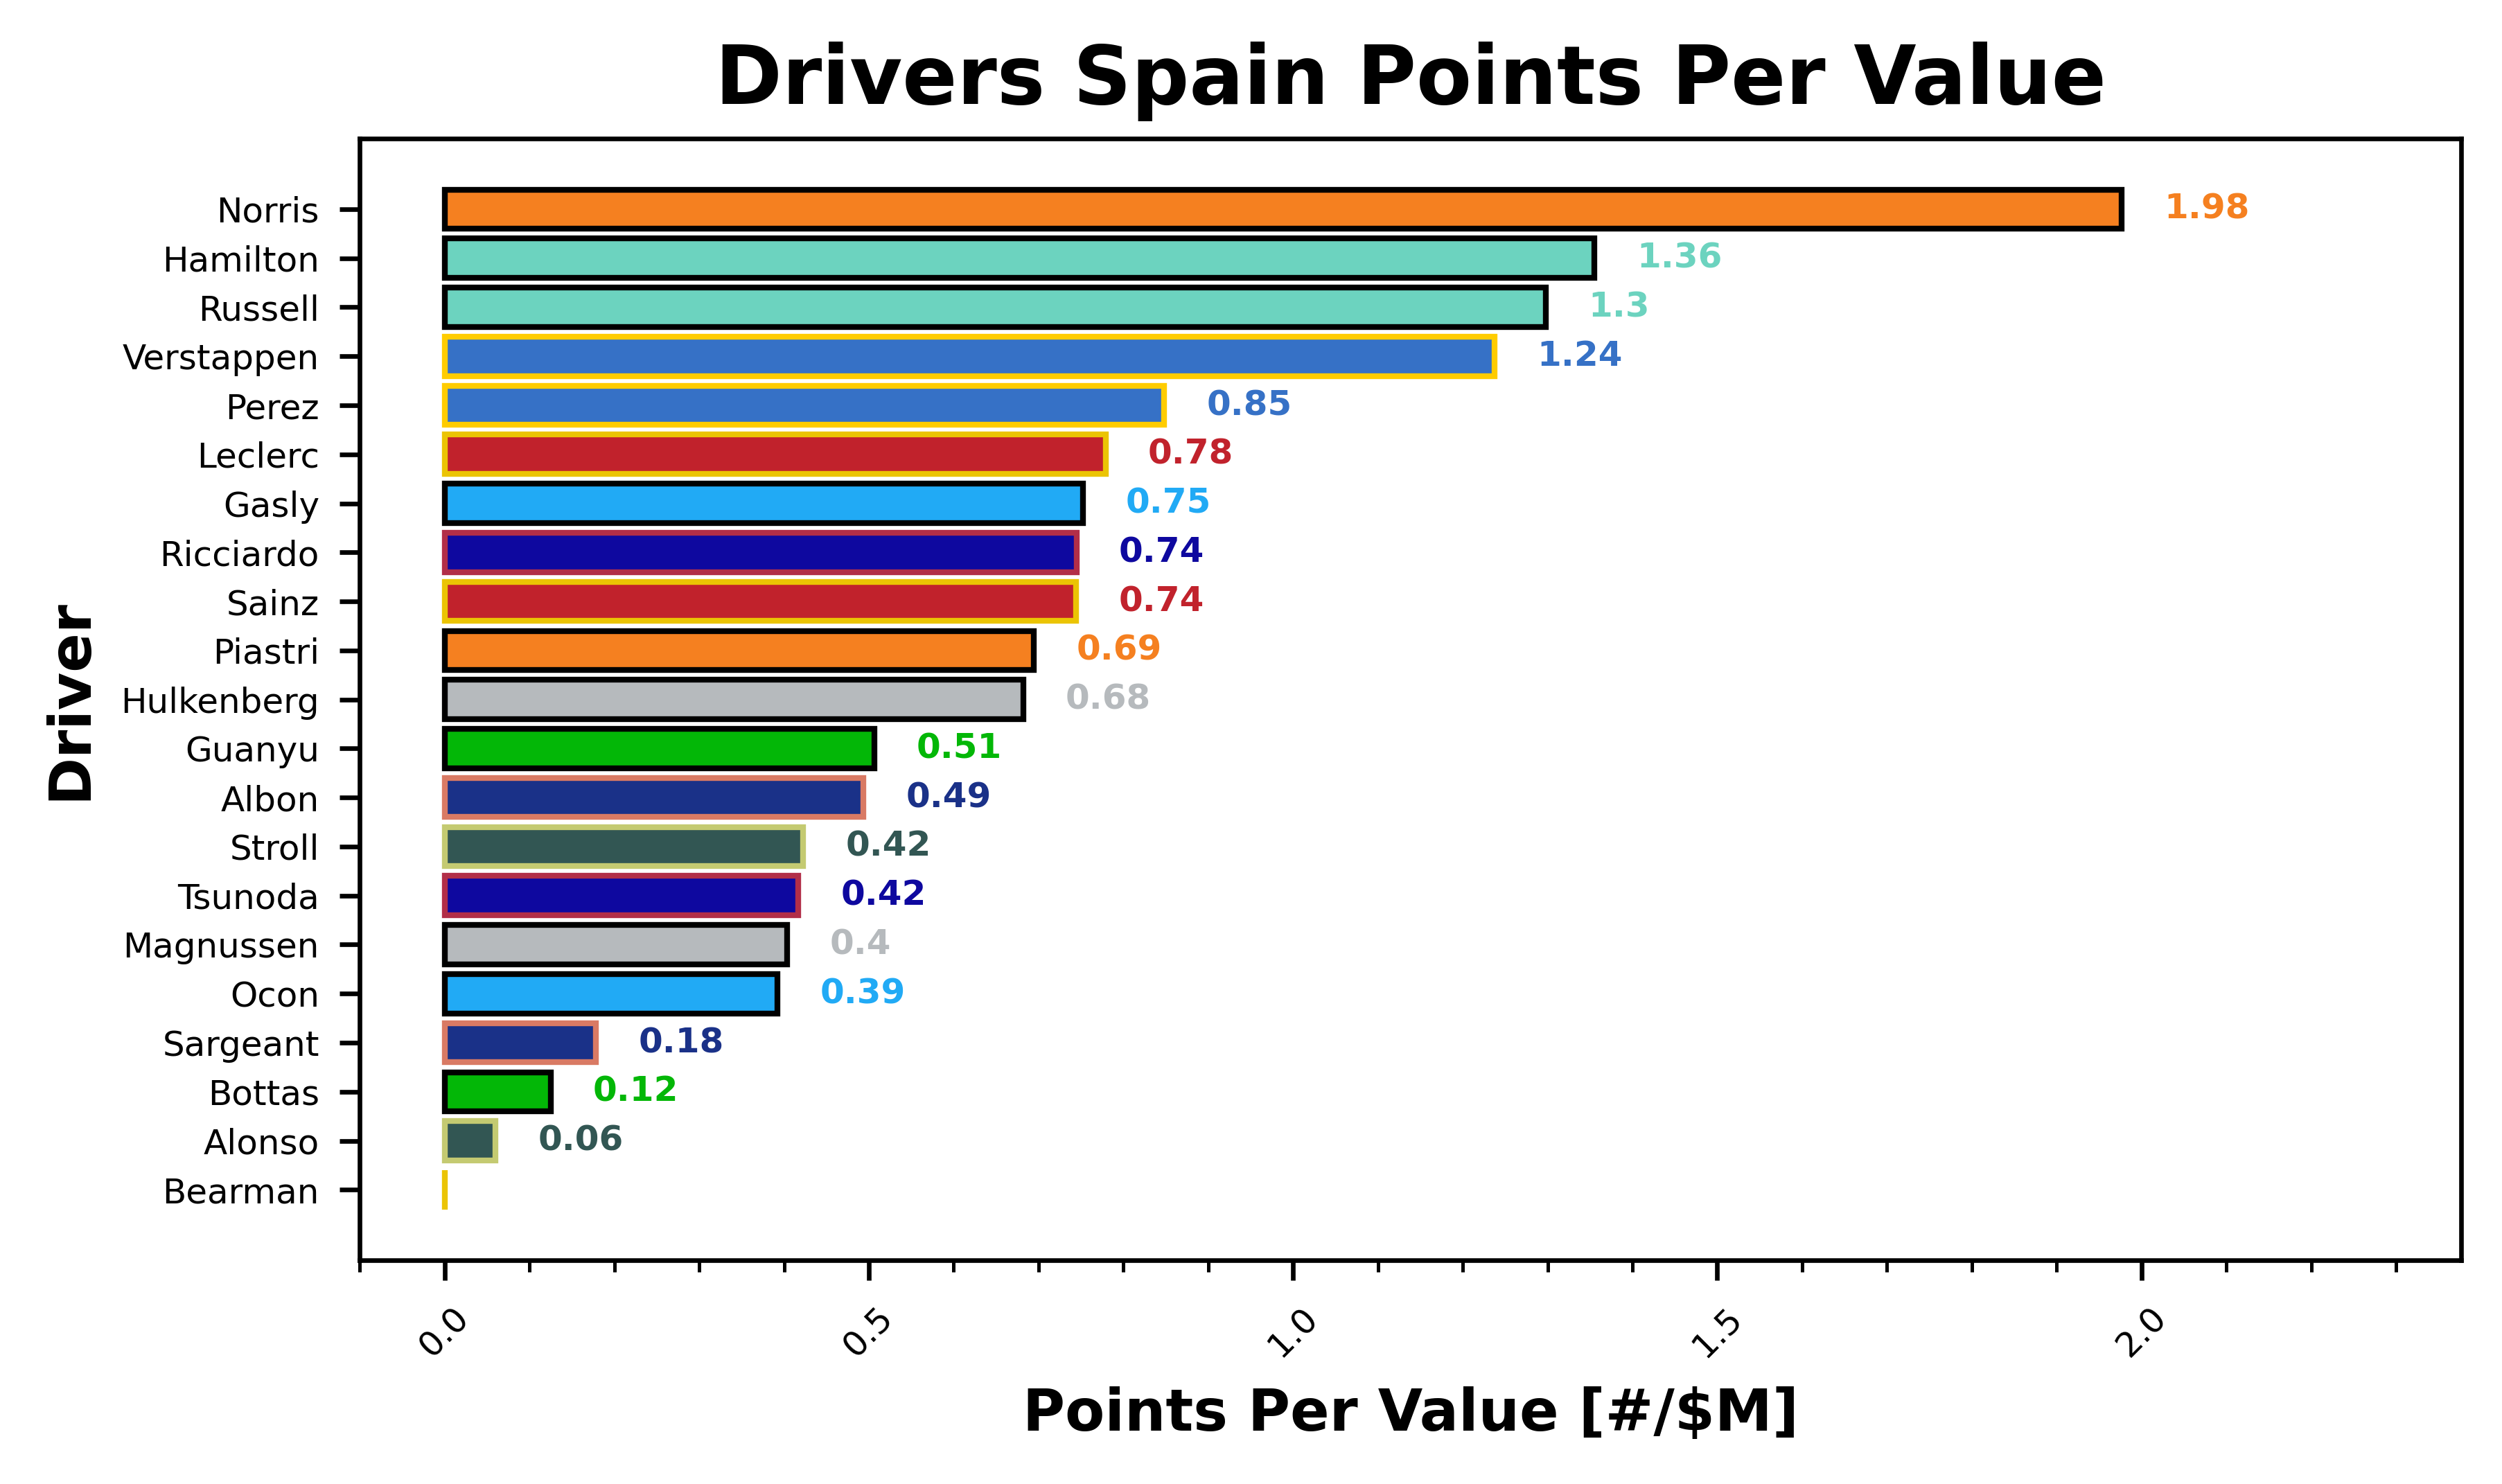 Drivers Spain Points Per Value
Driver
Norris 1.98
Hamilton 1.36
Russell 1.3
Verstappen 1.24
Perez 0.85
Leclerc 0.78
Gasly 0.75
Ricciardo 0.74
Sainz 0.74
Piastri 0.69
Hulkenberg 0.68
Guanyu 0.51
Albon 0.49
Stroll 0.42
Tsunoda 0.42
Magnussen 0.4
Ocon 0.39
Sargeant 0.18
Bottas 0.12
Alonso 0.06
Bearman
0.0 0.5 1.0 1.5 2.0
Points Per Value [#/$M]